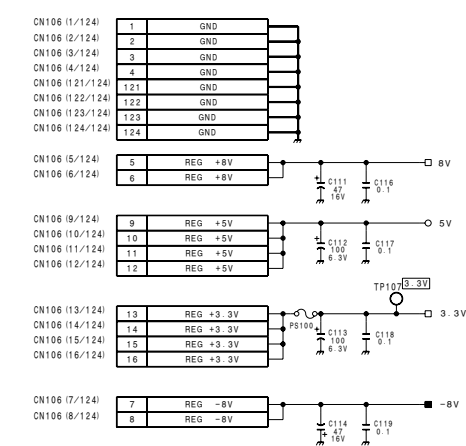 CN106 (1/124) 1 GND
CN106 (2/124) 2 GND
CN106 (3/124) 3 GND
CN106 (4/124) 4 GND
CN106 (121/124) 121 GND
CN106 (122/124) 122 GND
CN106 (123/124) 123 GND
CN106 (124/124) 124 GND
CN106 (5/124) 5 REG +8V 8V
CN106 (6/124) 6 REG +8V
+ C111 C116
47 0.1
16V
CN106 (9/124) 9 REG +5V 5V
CN106 (10/124) 10 REG +5V
CN106 (11/124) 11 REG +5V
CN106 (12/124) 12 REG +5V
+ C112 C117
100 0.1
6.3V
TP107 3.3V
CN106 (13/124) 13 REG +3.3V 3.3V
CN106 (14/124) 14 REG +3.3V
CN106 (15/124) 15 REG +3.3V
CN106 (16/124) 16 REG +3.3V
PS100
+ C113 C118
100 0.1
6.3V
CN106 (7/124) 7 REG -8V -8V
CN106 (8/124) 8 REG -8V
C114 C119
47 0.1
+ 16V